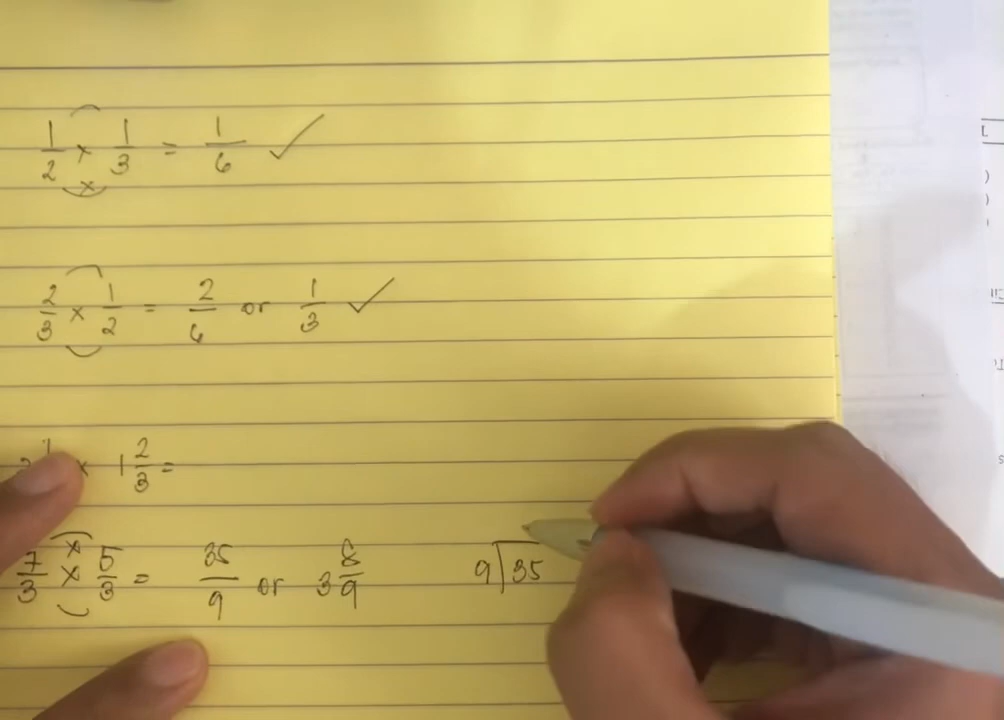 1/2 x 1/3 = 1/6 ✓
2/3 x 1/2 = 2/6 or 1/3 ✓
x 1 2/3 =
7/3 x 5/3 = 35/9 or 3 8/9 9)35